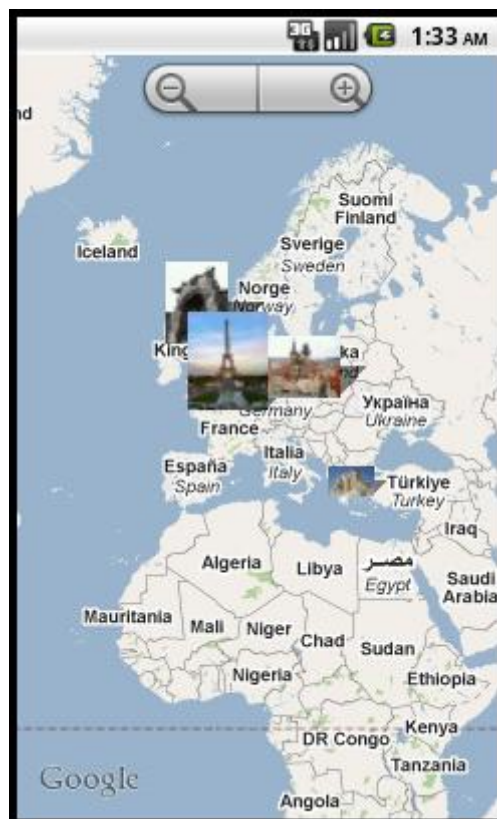 3G
1:33 AM
nd
Suomi
Finland
Iceland
Sverige
Sweden
Norge
Norway
King
ka
nd
Україна
Ukraine
Germany
France
Italia
Italy
España
Spain
Türkiye
Turkey
Iraq
Algeria
Libya
مصر
Egypt
Saudi
Arabia
Mauritania
Mali
Niger
Chad
Sudan
Nigeria
Ethiopia
DR Congo
Kenya
Tanzania
Google
Angola